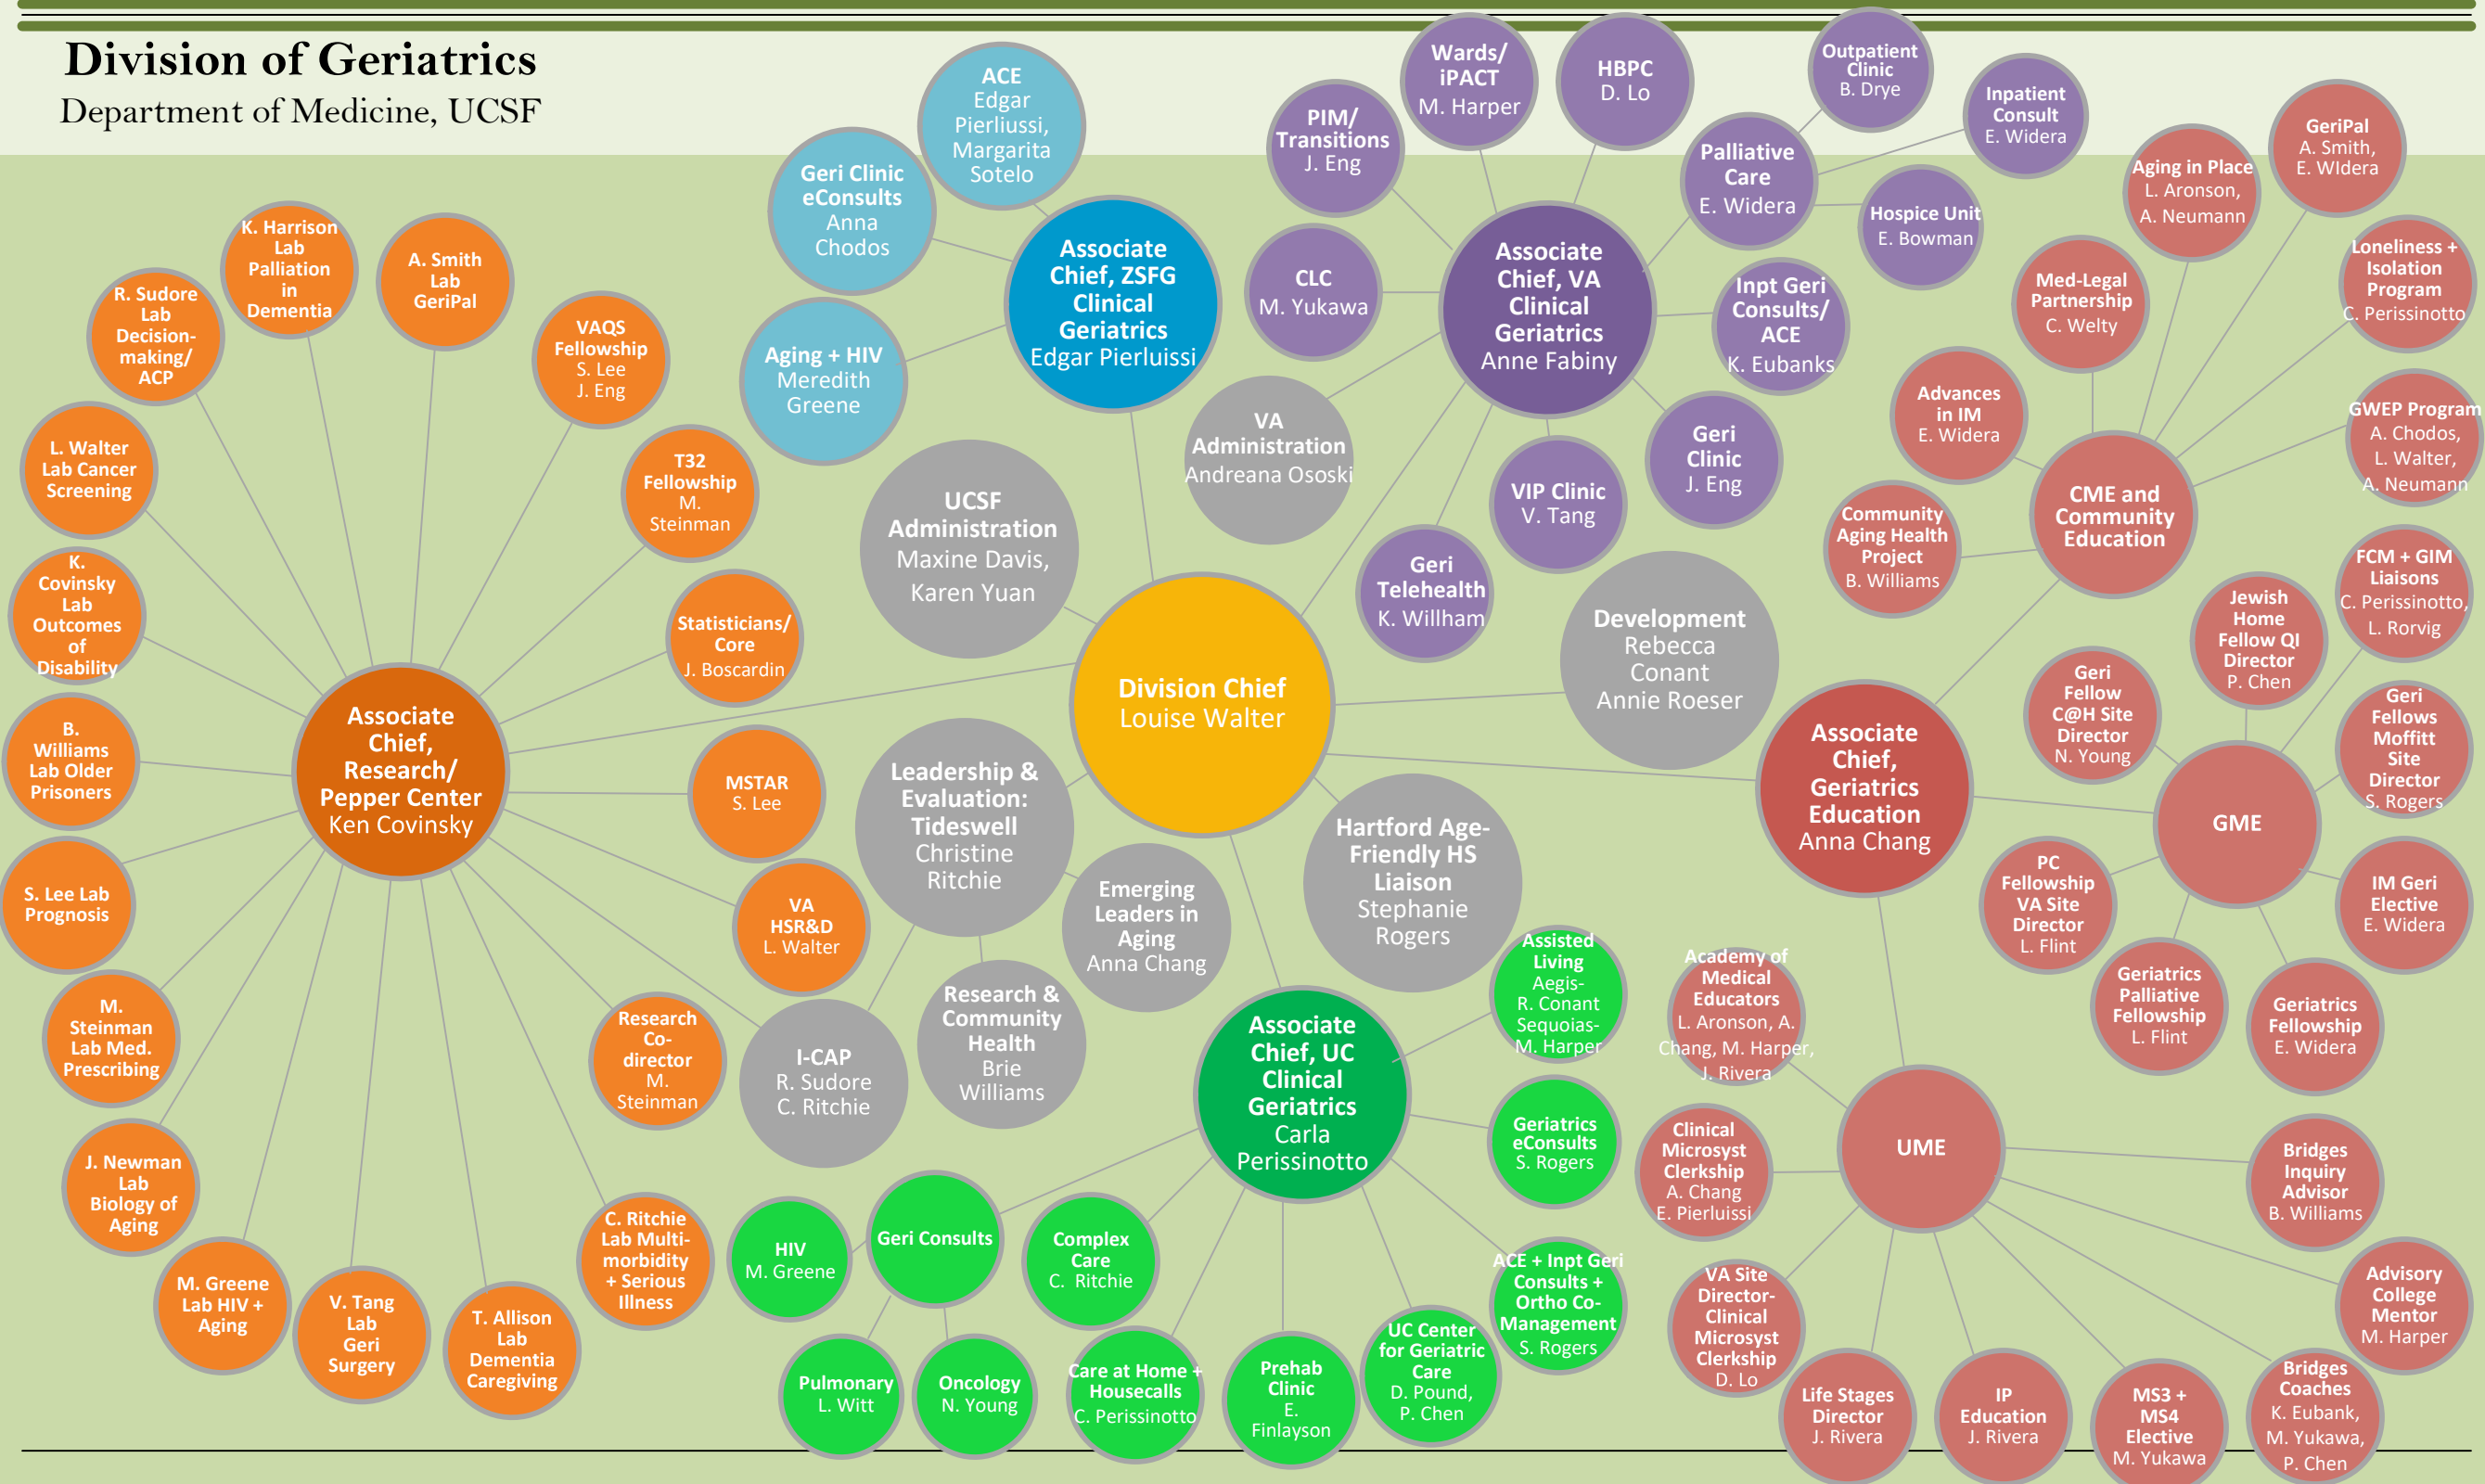 Division of Geriatrics
Department of Medicine, UCSF
ACE
Edgar
Pierliussi,
Margarita
Sotelo
Geri Clinic
eConsults
Anna
Chodos
Aging + HIV
Meredith
Greene
Associate
Chief, ZSFG
Clinical
Geriatrics
Edgar Pierluissi
Wards/
iPACT
M. Harper
HBPC
D. Lo
PIM/
Transitions
J. Eng
CLC
M. Yukawa
Associate
Chief, VA
Clinical
Geriatrics
Anne Fabiny
Palliative
Care
E. Widera
Outpatient
Clinic
B. Drye
Inpatient
Consult
E. Widera
Hospice Unit
E. Bowman
Inpt Geri
Consults/
ACE
K. Eubanks
Geri
Clinic
J. Eng
VIP Clinic
V. Tang
Geri
Telehealth
K. Willham
VA
Administration
Andreana Ososki
UCSF
Administration
Maxine Davis,
Karen Yuan
Division Chief
Louise Walter
Development
Rebecca
Conant
Annie Roeser
Leadership &
Evaluation:
Tideswell
Christine
Ritchie
Emerging
Leaders in
Aging
Anna Chang
Research &
Community
Health
Brie
Williams
I-CAP
R. Sudore
C. Ritchie
Hartford Age-
Friendly HS
Liaison
Stephanie
Rogers
K. Harrison
Lab
Palliation
in
Dementia
A. Smith
Lab
GeriPal
R. Sudore
Lab
Decision-
making/
ACP
VAQS
Fellowship
S. Lee
J. Eng
L. Walter
Lab Cancer
Screening
T32
Fellowship
M.
Steinman
K.
Covinsky
Lab
Outcomes
of
Disability
Statisticians/
Core
J. Boscardin
B.
Williams
Lab Older
Prisoners
Associate
Chief,
Research/
Pepper Center
Ken Covinsky
MSTAR
S. Lee
S. Lee Lab
Prognosis
VA
HSR&D
L. Walter
M.
Steinman
Lab Med.
Prescribing
Research
Co-
director
M.
Steinman
J. Newman
Lab
Biology of
Aging
M. Greene
Lab HIV +
Aging
V. Tang
Lab
Geri
Surgery
T. Allison
Lab
Dementia
Caregiving
C. Ritchie
Lab Multi-
morbidity
+ Serious
Illness
Associate
Chief, UC
Clinical
Geriatrics
Carla
Perissinotto
Assisted
Living
Aegis-
R. Conant
Sequoias-
M. Harper
Geriatrics
eConsults
S. Rogers
ACE + Inpt Geri
Consults +
Ortho Co-
Management
S. Rogers
UC Center
for Geriatric
Care
D. Pound,
P. Chen
Prehab
Clinic
E.
Finlayson
Care at Home +
Housecalls
C. Perissinotto
Complex
Care
C. Ritchie
Geri Consults
HIV
M. Greene
Pulmonary
L. Witt
Oncology
N. Young
Associate
Chief,
Geriatrics
Education
Anna Chang
CME and
Community
Education
GeriPal
A. Smith,
E. WIdera
Aging in Place
L. Aronson,
A. Neumann
Loneliness +
Isolation
Program
C. Perissinotto
Med-Legal
Partnership
C. Welty
Advances
in IM
E. Widera
GWEP Program
A. Chodos,
L. Walter,
A. Neumann
Community
Aging Health
Project
B. Williams
GME
FCM + GIM
Liaisons
C. Perissinotto,
L. Rorvig
Jewish
Home
Fellow QI
Director
P. Chen
Geri
Fellow
C@H Site
Director
N. Young
Geri
Fellows
Moffitt
Site
Director
S. Rogers
PC
Fellowship
VA Site
Director
L. Flint
IM Geri
Elective
E. Widera
Geriatrics
Palliative
Fellowship
L. Flint
Geriatrics
Fellowship
E. Widera
UME
Academy of
Medical
Educators
L. Aronson, A.
Chang, M. Harper,
J. Rivera
Clinical
Microsyst
Clerkship
A. Chang
E. Pierluissi
VA Site
Director-
Clinical
Microsyst
Clerkship
D. Lo
Life Stages
Director
J. Rivera
IP
Education
J. Rivera
MS3 +
MS4
Elective
M. Yukawa
Bridges
Coaches
K. Eubank,
M. Yukawa,
P. Chen
Advisory
College
Mentor
M. Harper
Bridges
Inquiry
Advisor
B. Williams